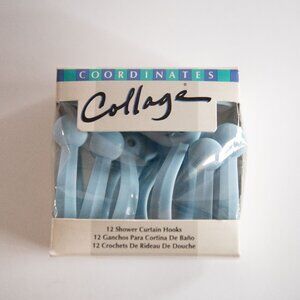 COORDINATES
Collage
12 Shower Curtain Hooks
12 Ganchos Para Cortina De Baño
12 Crochets De Rideau De Douche